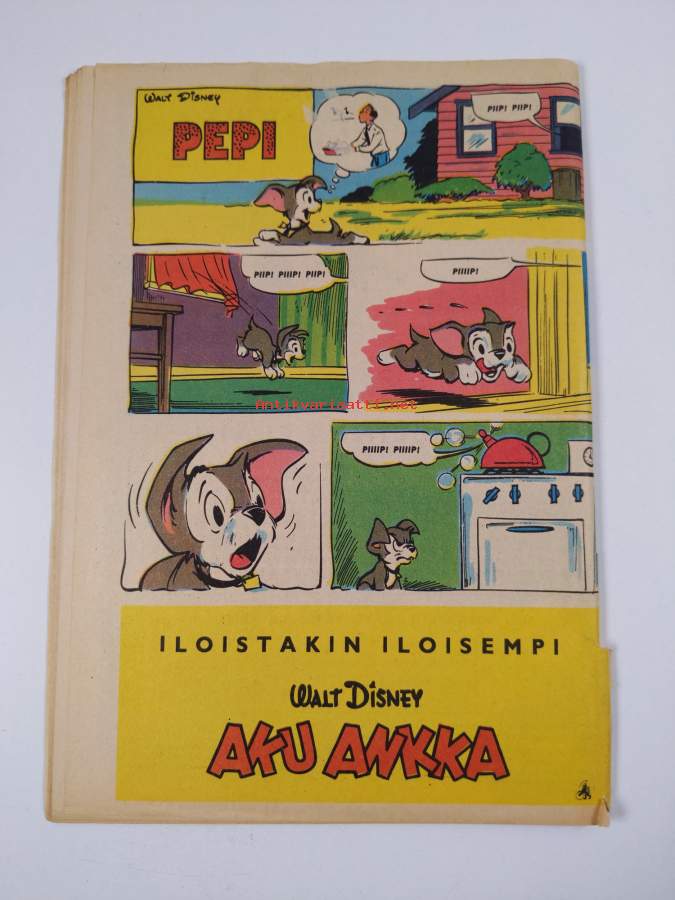 WALT DISNEY
PEPI
PIIP! PIIP!
PIIP! PIIIP! PIIP!
PIIIIP!
Antikvariaatti.net
PIIIIP! PIIIIP!
ILOISTAKIN ILOISEMPI
WALT DISNEY
AKU ANKKA